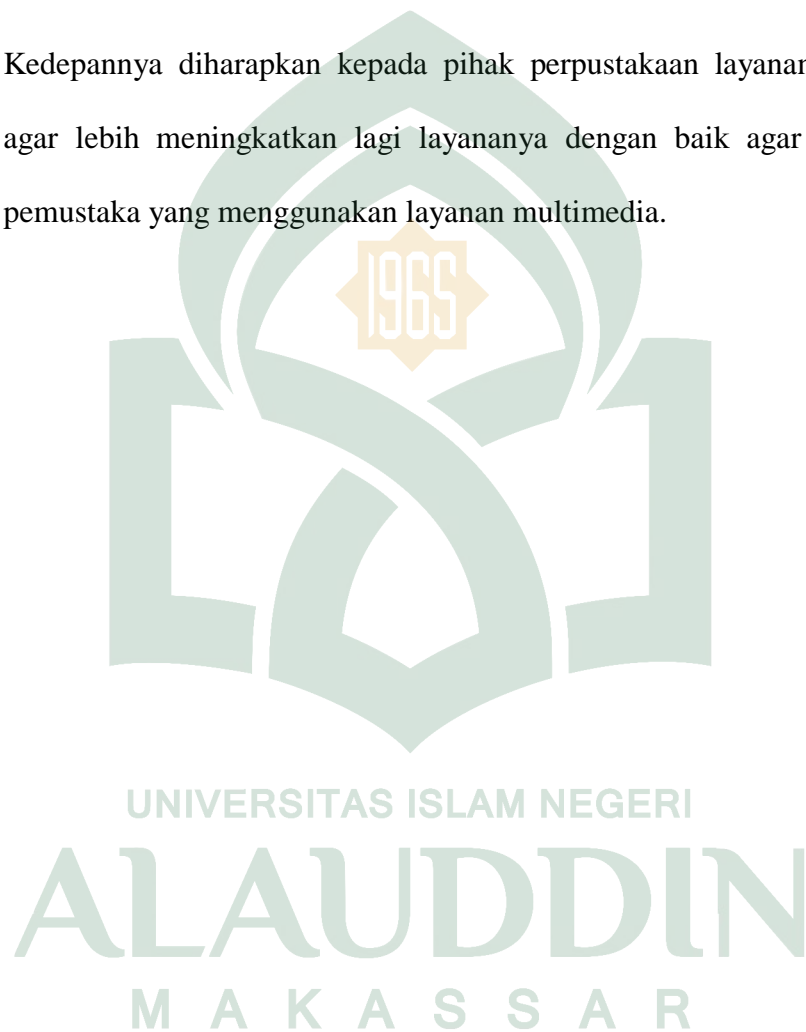 Kedepannya diharapkan kepada pihak perpustakaan layanan
agar lebih meningkatkan lagi layananya dengan baik agar
pemustaka yang menggunakan layanan multimedia.
1965
UNIVERSITAS ISLAM NEGERI
ALAUDDIN
MAKASSAR